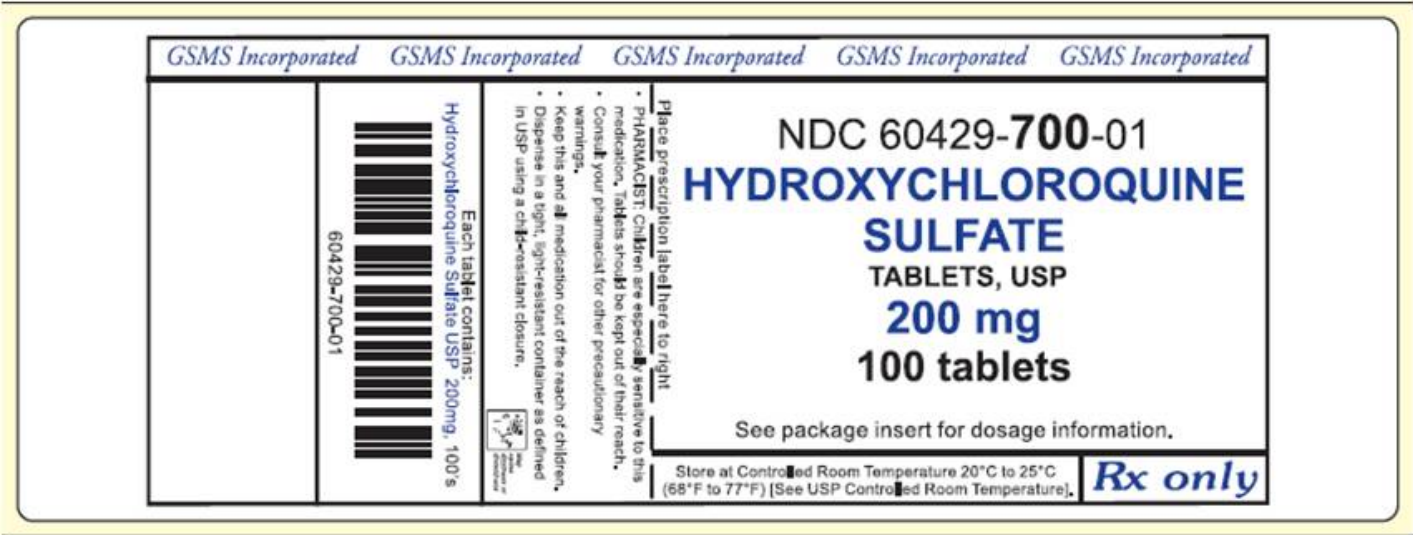 GSMS Incorporated GSMS Incorporated GSMS Incorporated GSMS Incorporated GSMS Incorporated
NDC 60429-700-01
HYDROXYCHLOROQUINE
SULFATE
TABLETS, USP
200 mg
100 tablets
See package insert for dosage information.
Store at Controlled Room Temperature 20°C to 25°C
(68°F to 77°F) [See USP Controlled Room Temperature].
Rx only
Place prescription label here to right
• PHARMACIST: Children are especially sensitive to this
medication. Tablets should be kept out of their reach.
• Consult your pharmacist for other precautionary
warnings.
• Keep this and all medication out of the reach of children.
• Dispense in a tight, light-resistant container as defined
in USP using a child-resistant closure.
Each tablet contains:
Hydroxychloroquine Sulfate USP 200mg, 100's
60429-700-01